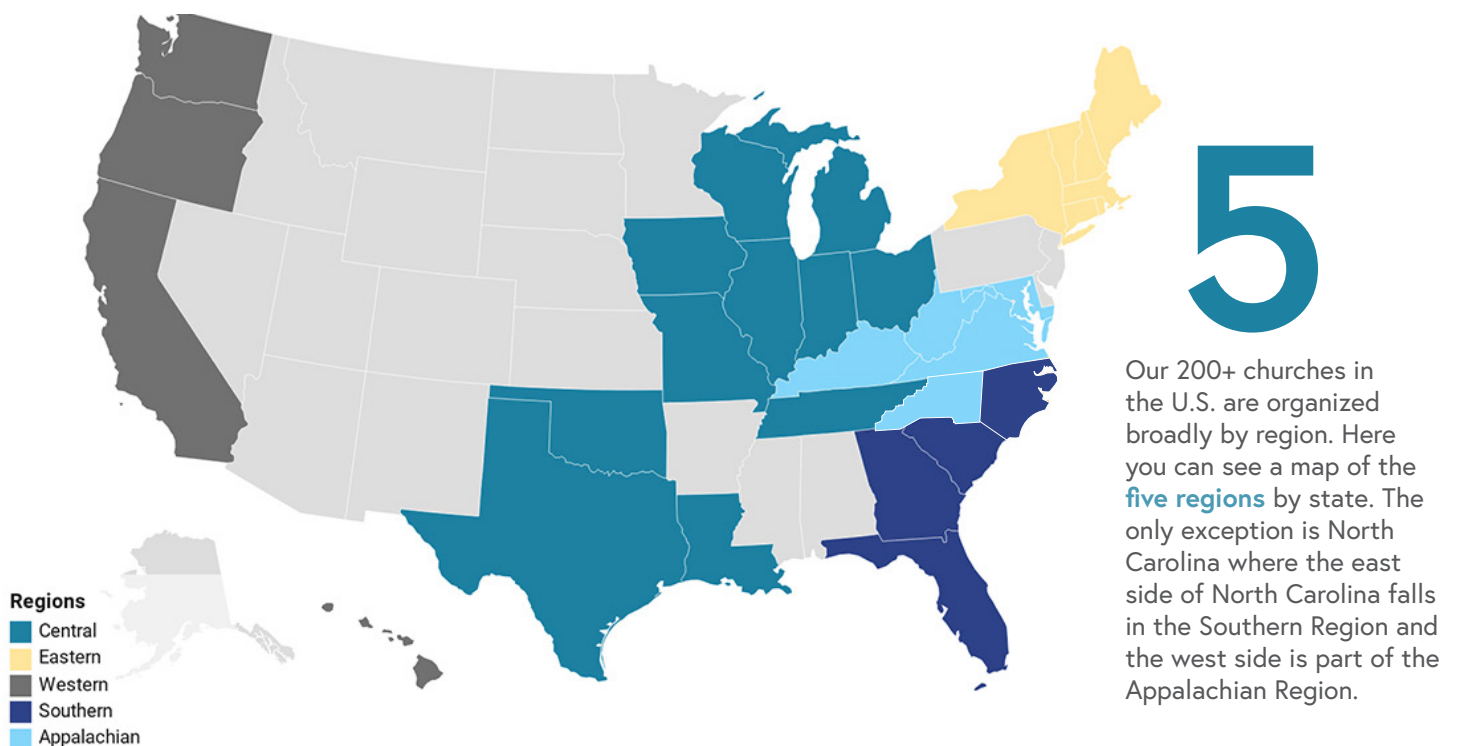 5
Our 200+ churches in
the U.S. are organized
broadly by region. Here
you can see a map of the
five regions by state. The
only exception is North
Carolina where the east
side of North Carolina falls
in the Southern Region and
the west side is part of the
Appalachian Region.
Regions
Central
Eastern
Western
Southern
Appalachian